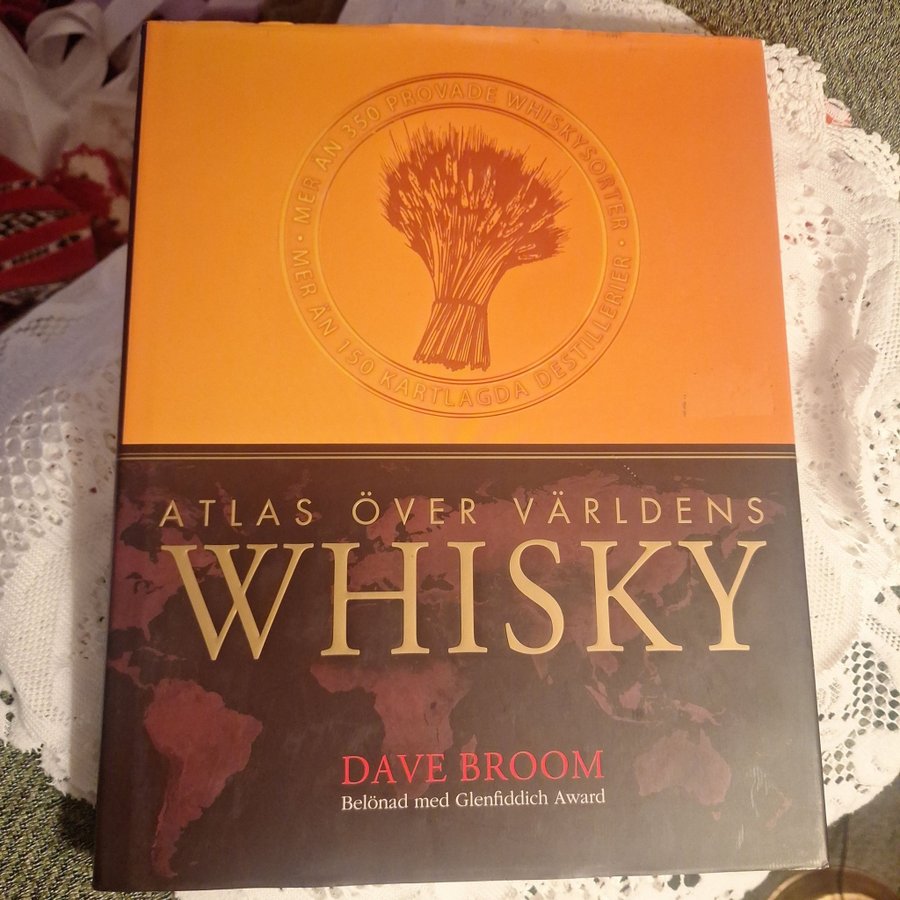 MER ÄN 350 PROVADE WHISKYSORTER ·
MER ÄN 150 KARTLAGDA DESTILLERIER ·
ATLAS ÖVER VÄRLDENS
WHISKY
DAVE BROOM
Belönad med Glenfiddich Award